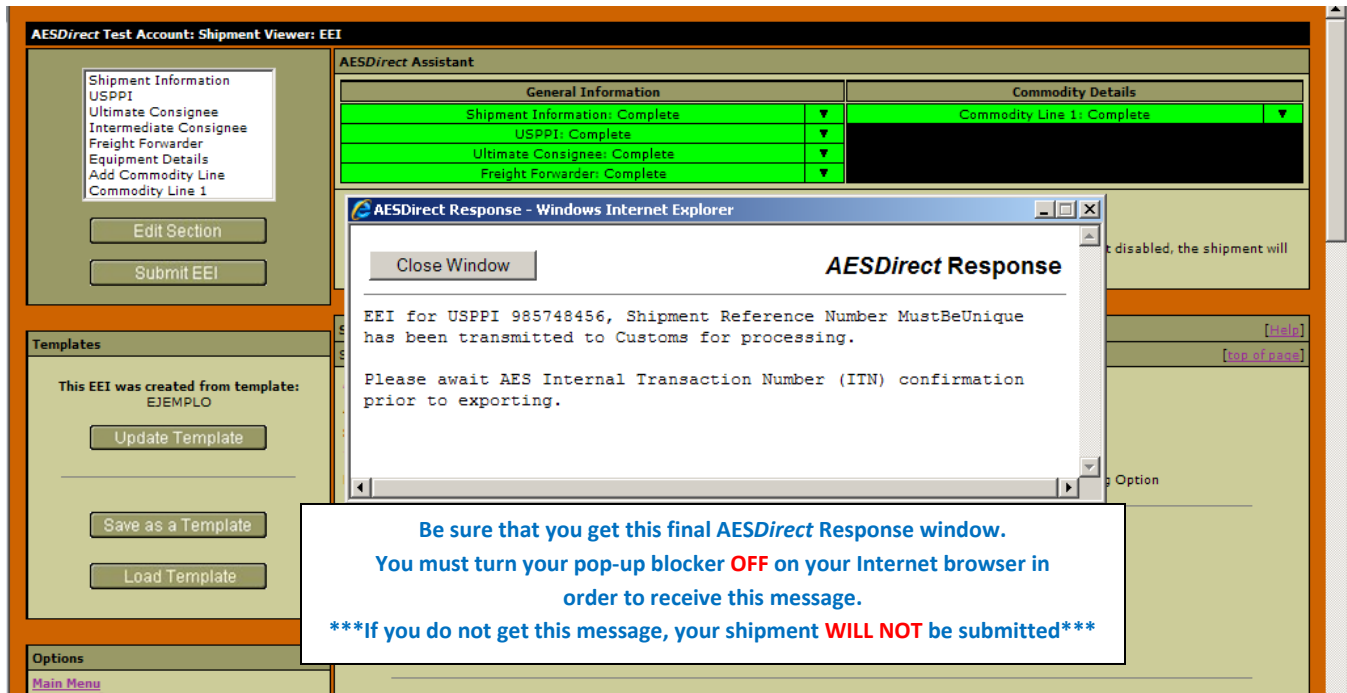 AESDirect Test Account: Shipment Viewer: EEI
Shipment Information
USPPI
Ultimate Consignee
Intermediate Consignee
Freight Forwarder
Equipment Details
Add Commodity Line
Commodity Line 1
Edit Section
Submit EEI
AESDirect Assistant
General Information
Commodity Details
Shipment Information: Complete
▼
Commodity Line 1: Complete
▼
USPPI: Complete
▼
Ultimate Consignee: Complete
▼
Freight Forwarder: Complete
▼
t disabled, the shipment will
AESDirect Response - Windows Internet Explorer
Close Window
AESDirect Response
EEI for USPPI 985748456, Shipment Reference Number MustBeUnique
has been transmitted to Customs for processing.
Please await AES Internal Transaction Number (ITN) confirmation
prior to exporting.
[Help]
[top of page]
Option
Templates
This EEI was created from template:
EJEMPLO
Update Template
Save as a Template
Load Template
Be sure that you get this final AESDirect Response window.
You must turn your pop-up blocker OFF on your Internet browser in
order to receive this message.
***If you do not get this message, your shipment WILL NOT be submitted***
Options
Main Menu